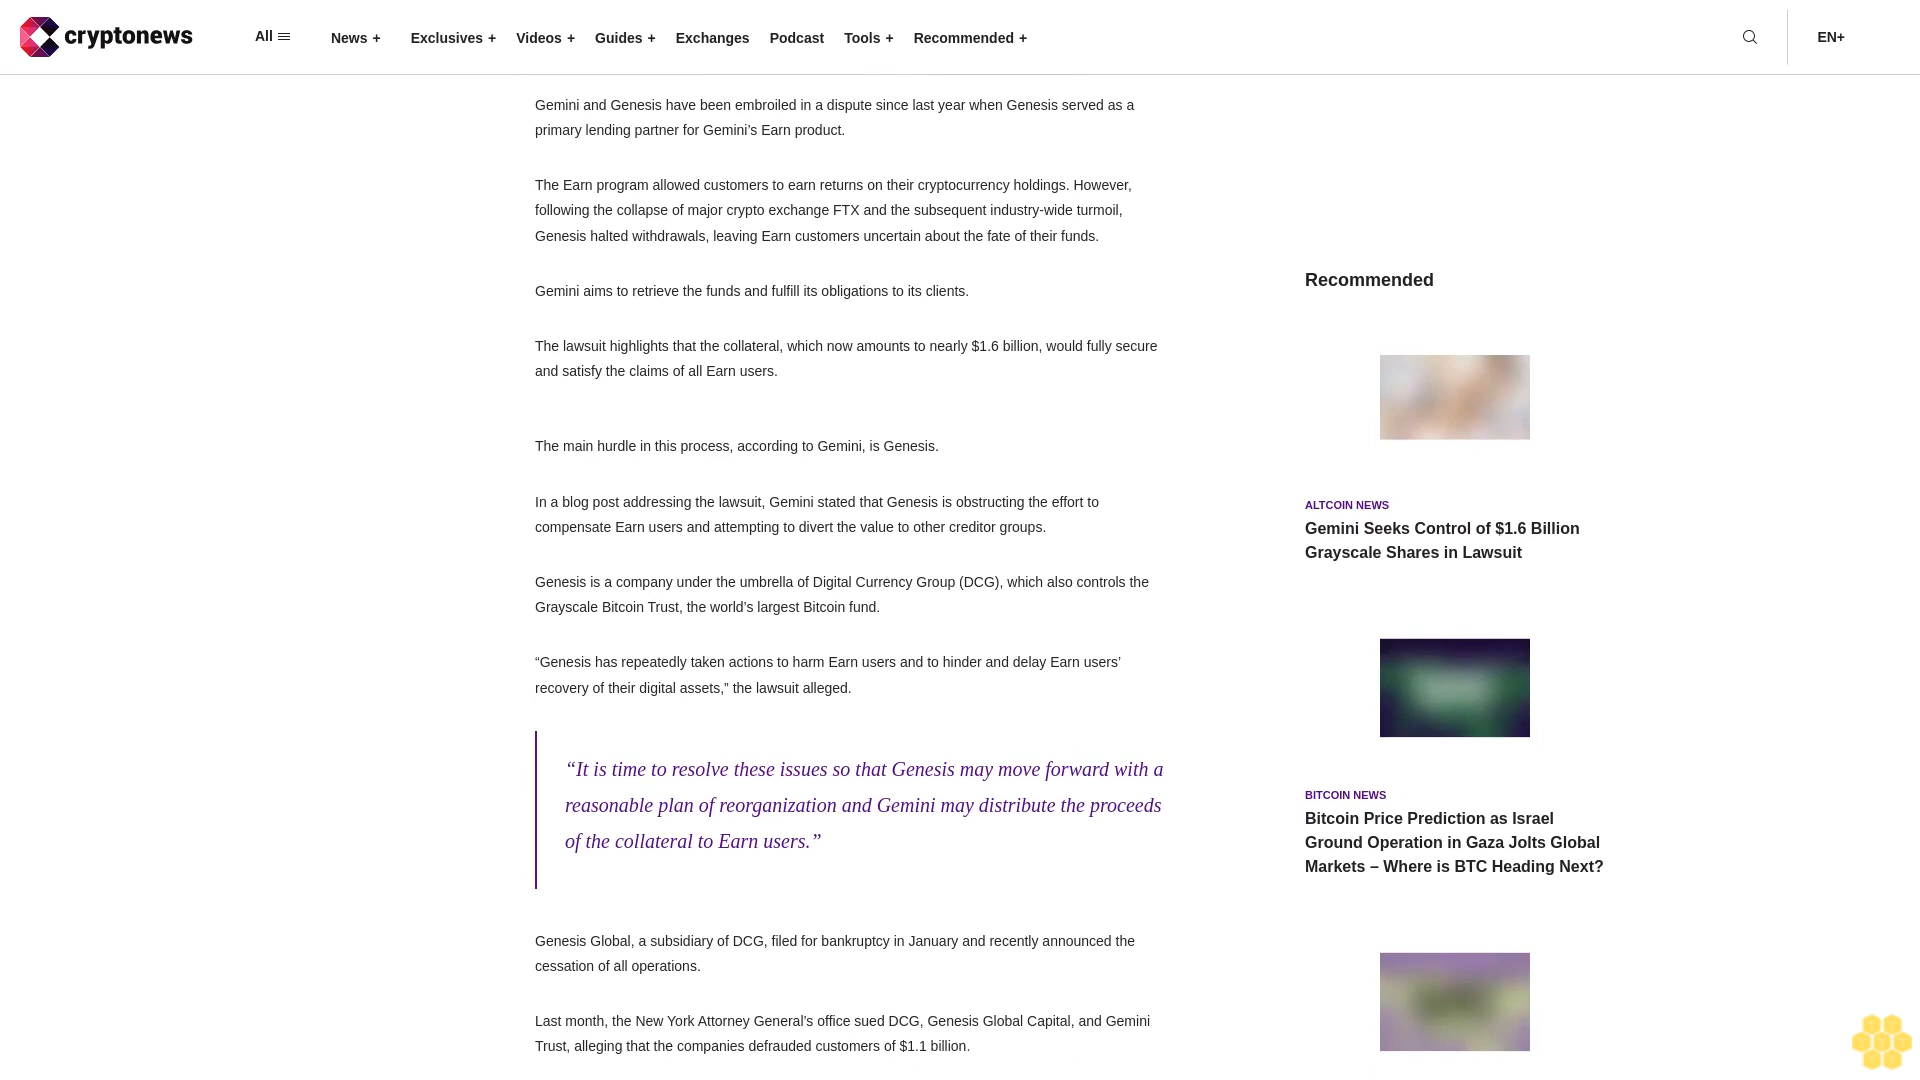 cryptonews
All
News +
Exclusives +
Videos +
Guides +
Exchanges
Podcast
Tools +
Recommended +
EN+
Gemini and Genesis have been embroiled in a dispute since last year when Genesis served as a
primary lending partner for Gemini’s Earn product.
The Earn program allowed customers to earn returns on their cryptocurrency holdings. However,
following the collapse of major crypto exchange FTX and the subsequent industry-wide turmoil,
Genesis halted withdrawals, leaving Earn customers uncertain about the fate of their funds.
Gemini aims to retrieve the funds and fulfill its obligations to its clients.
The lawsuit highlights that the collateral, which now amounts to nearly $1.6 billion, would fully secure
and satisfy the claims of all Earn users.
The main hurdle in this process, according to Gemini, is Genesis.
In a blog post addressing the lawsuit, Gemini stated that Genesis is obstructing the effort to
compensate Earn users and attempting to divert the value to other creditor groups.
Genesis is a company under the umbrella of Digital Currency Group (DCG), which also controls the
Grayscale Bitcoin Trust, the world’s largest Bitcoin fund.
“Genesis has repeatedly taken actions to harm Earn users and to hinder and delay Earn users’
recovery of their digital assets,” the lawsuit alleged.
“It is time to resolve these issues so that Genesis may move forward with a
reasonable plan of reorganization and Gemini may distribute the proceeds
of the collateral to Earn users.”
Genesis Global, a subsidiary of DCG, filed for bankruptcy in January and recently announced the
cessation of all operations.
Last month, the New York Attorney General’s office sued DCG, Genesis Global Capital, and Gemini
Trust, alleging that the companies defrauded customers of $1.1 billion.
Recommended
ALTCOIN NEWS
Gemini Seeks Control of $1.6 Billion
Grayscale Shares in Lawsuit
BITCOIN NEWS
Bitcoin Price Prediction as Israel
Ground Operation in Gaza Jolts Global
Markets – Where is BTC Heading Next?